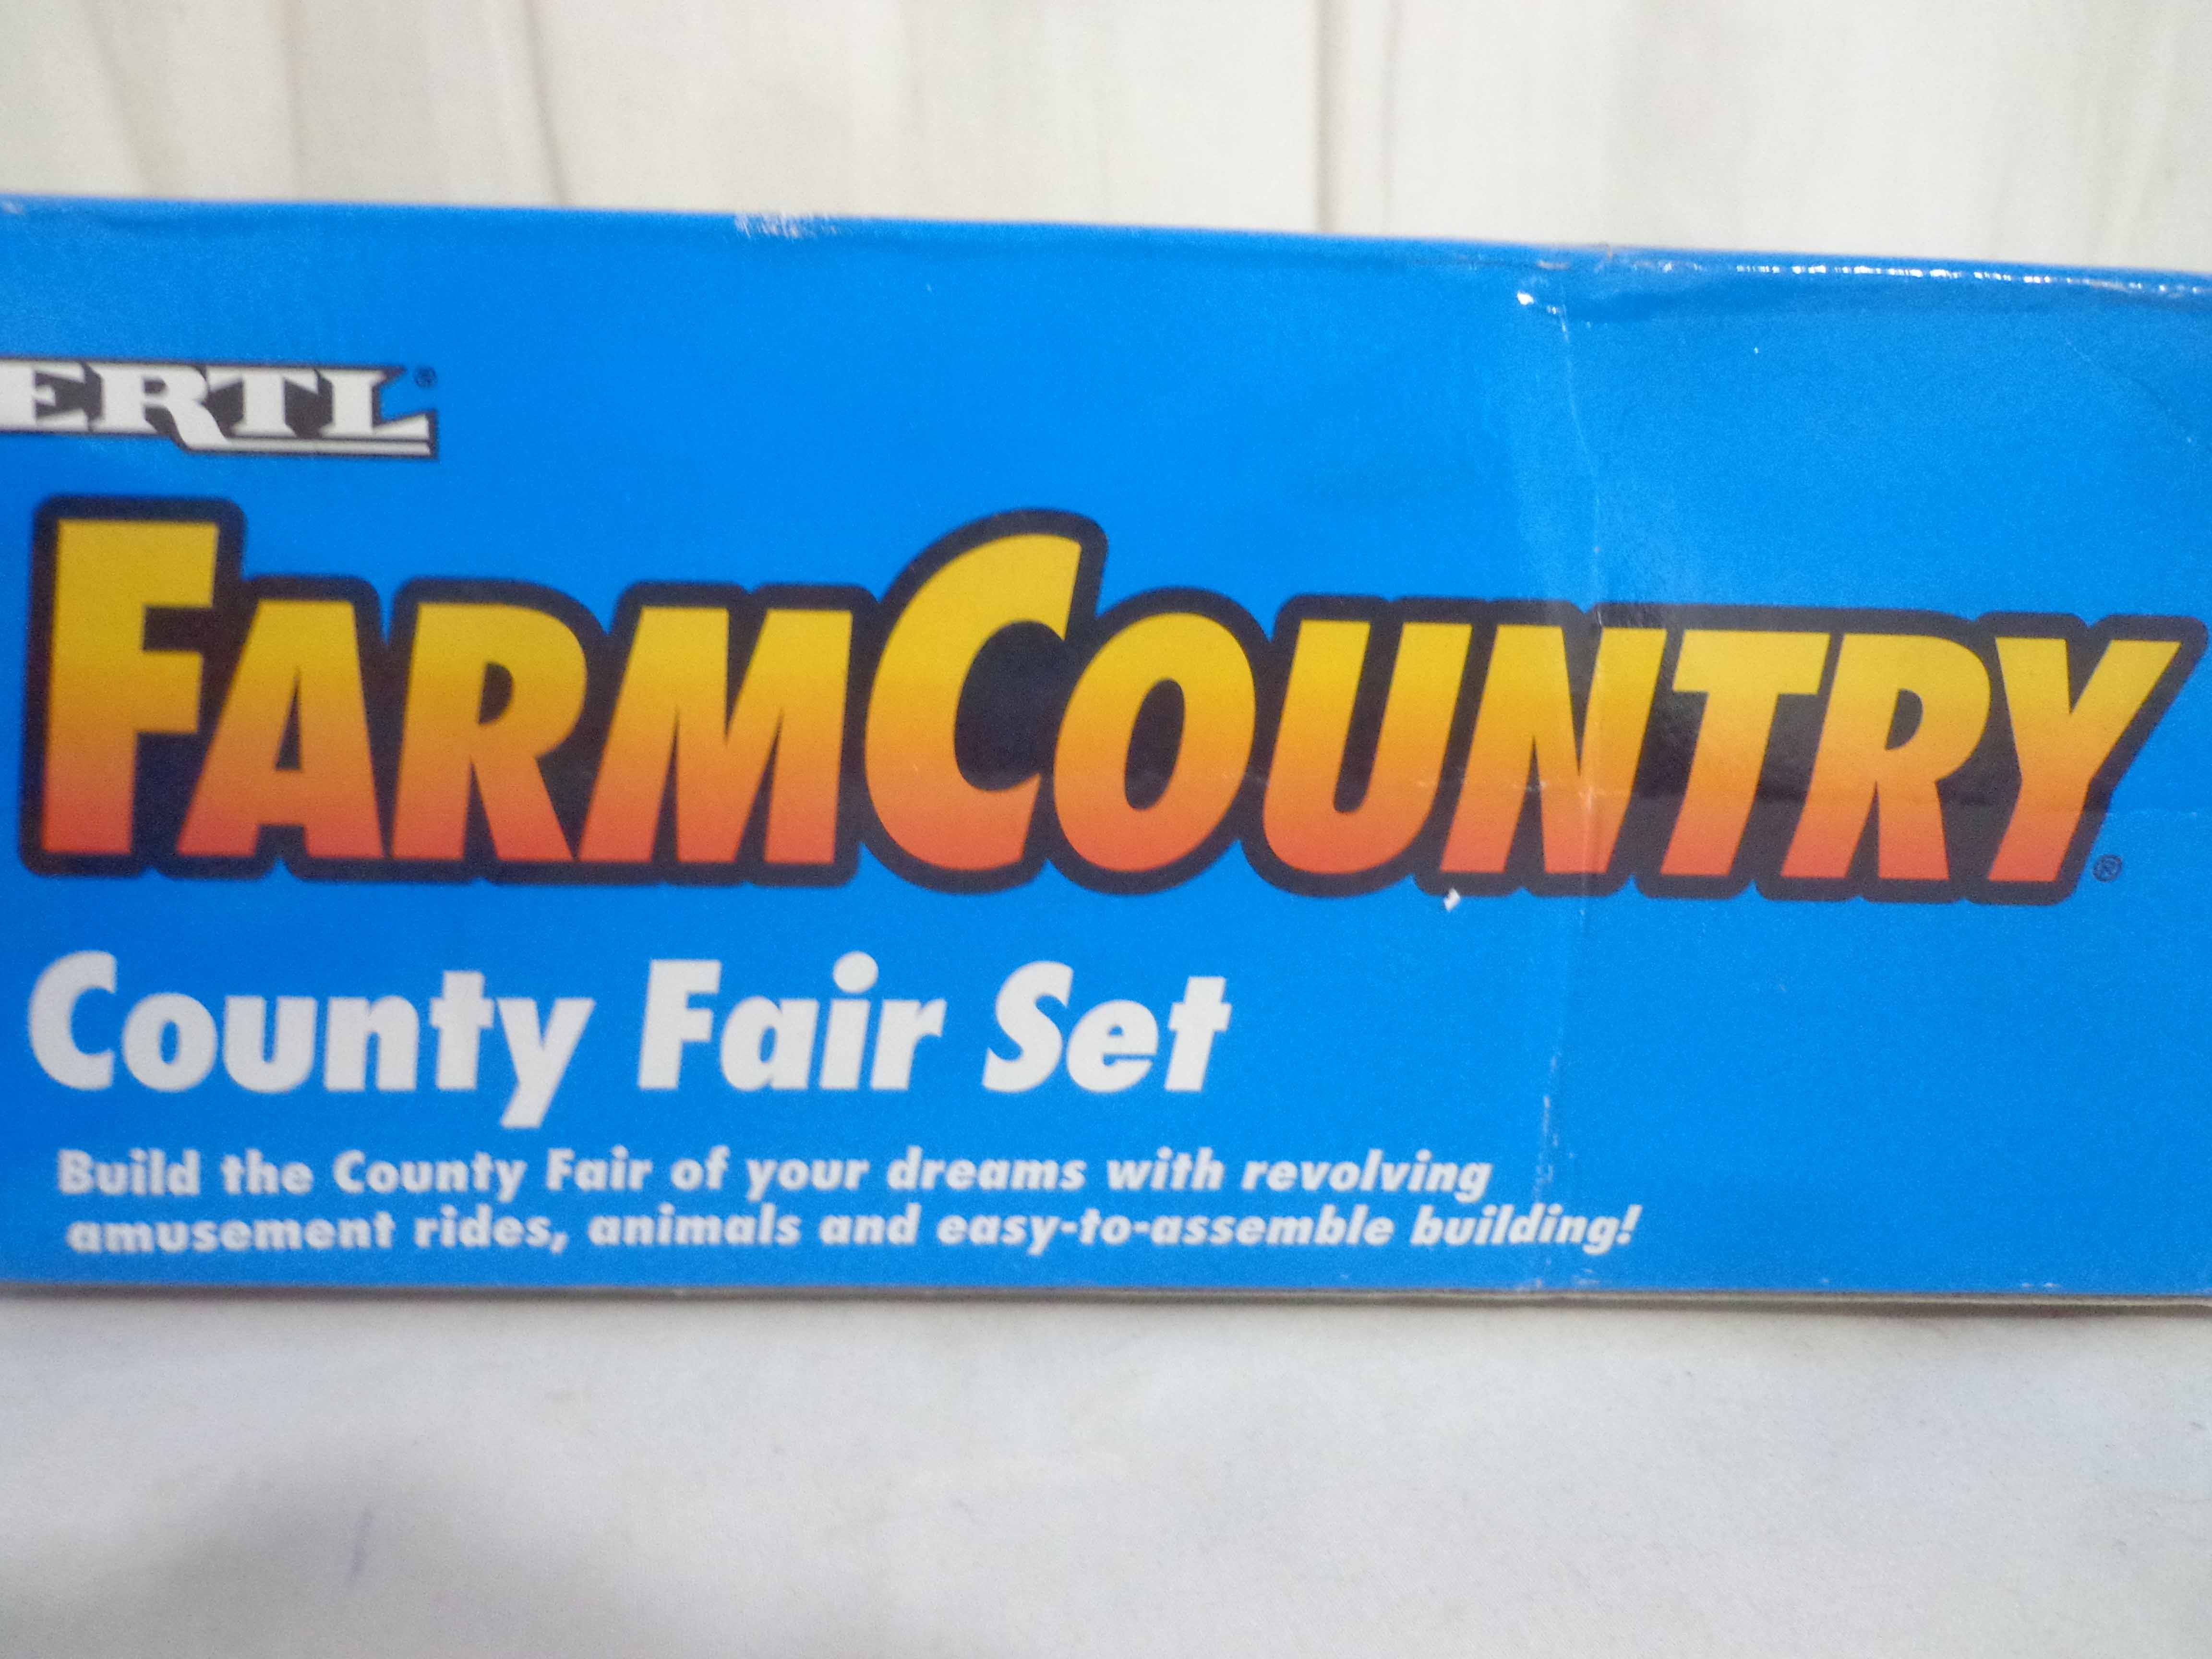 ERTL®
FARMCOUNTRY®
County Fair Set
Build the County Fair of your dreams with revolving
amusement rides, animals and easy-to-assemble building!